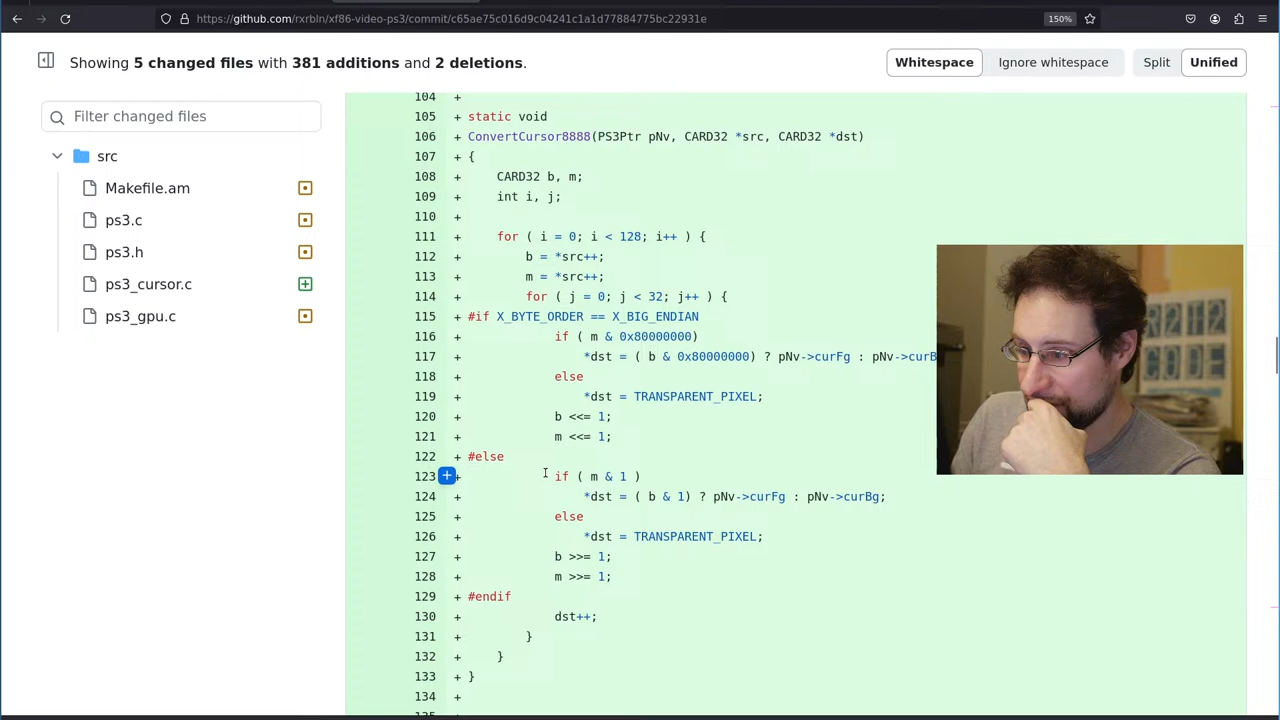 https://github.com/rxrbln/xf86-video-ps3/commit/c65ae75c016d9c04241c1a1d77884775bc22931e
150%
Showing 5 changed files with 381 additions and 2 deletions.
Whitespace
Ignore whitespace
Split
Unified
Filter changed files
src
Makefile.am
ps3.c
ps3.h
ps3_cursor.c
ps3_gpu.c
104 +
105 + static void
106 + ConvertCursor8888(PS3Ptr pNv, CARD32 *src, CARD32 *dst)
107 + {
108 + CARD32 b, m;
109 + int i, j;
110 +
111 + for ( i = 0; i < 128; i++ ) {
112 + b = *src++;
113 + m = *src++;
114 + for ( j = 0; j < 32; j++ ) {
115 + #if X_BYTE_ORDER == X_BIG_ENDIAN
116 + if ( m & 0x80000000)
117 + *dst = ( b & 0x80000000) ? pNv->curFg : pNv->curB
118 + else
119 + *dst = TRANSPARENT_PIXEL;
120 + b <<= 1;
121 + m <<= 1;
122 + #else
123 + if ( m & 1 )
124 + *dst = ( b & 1) ? pNv->curFg : pNv->curBg;
125 + else
126 + *dst = TRANSPARENT_PIXEL;
127 + b >>= 1;
128 + m >>= 1;
129 + #endif
130 + dst++;
131 + }
132 + }
133 + }
134 +